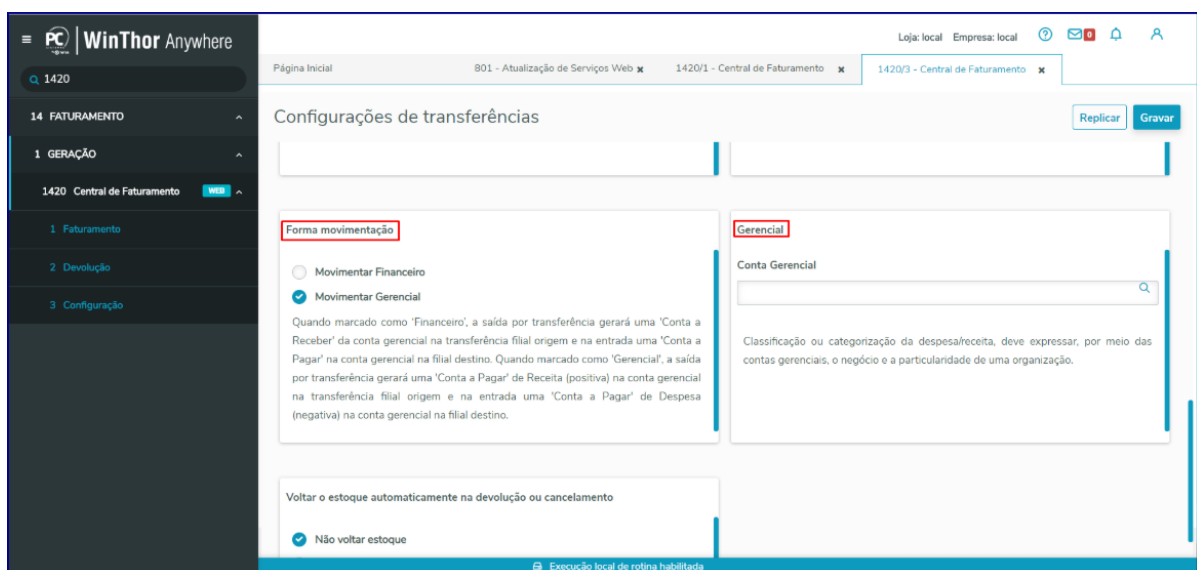 PC WinThor Anywhere
1420
14 FATURAMENTO
1 GERAÇÃO
1420 Central de Faturamento WEB
1 Faturamento
2 Devolução
3 Configuração
Loja: local Empresa: local 0
Página Inicial 801 - Atualização de Serviços Web x 1420/1 - Central de Faturamento x 1420/3 - Central de Faturamento x
Configurações de transferências Replicar Gravar
Forma movimentação
Movimentar Financeiro
Movimentar Gerencial
Quando marcado como 'Financeiro', a saída por transferência gerará uma 'Conta a
Receber' da conta gerencial na transferência filial origem e na entrada uma 'Conta a
Pagar' na conta gerencial na filial destino. Quando marcado como 'Gerencial', a saída
por transferência gerará uma 'Conta a Pagar' de Receita (positiva) na conta gerencial
na transferência filial origem e na entrada uma 'Conta a Pagar' de Despesa
(negativa) na conta gerencial na filial destino.
Gerencial
Conta Gerencial
Classificação ou categorização da despesa/receita, deve expressar, por meio das
contas gerenciais, o negócio e a particularidade de uma organização.
Voltar o estoque automaticamente na devolução ou cancelamento
Não voltar estoque
Execução local de rotina habilitada